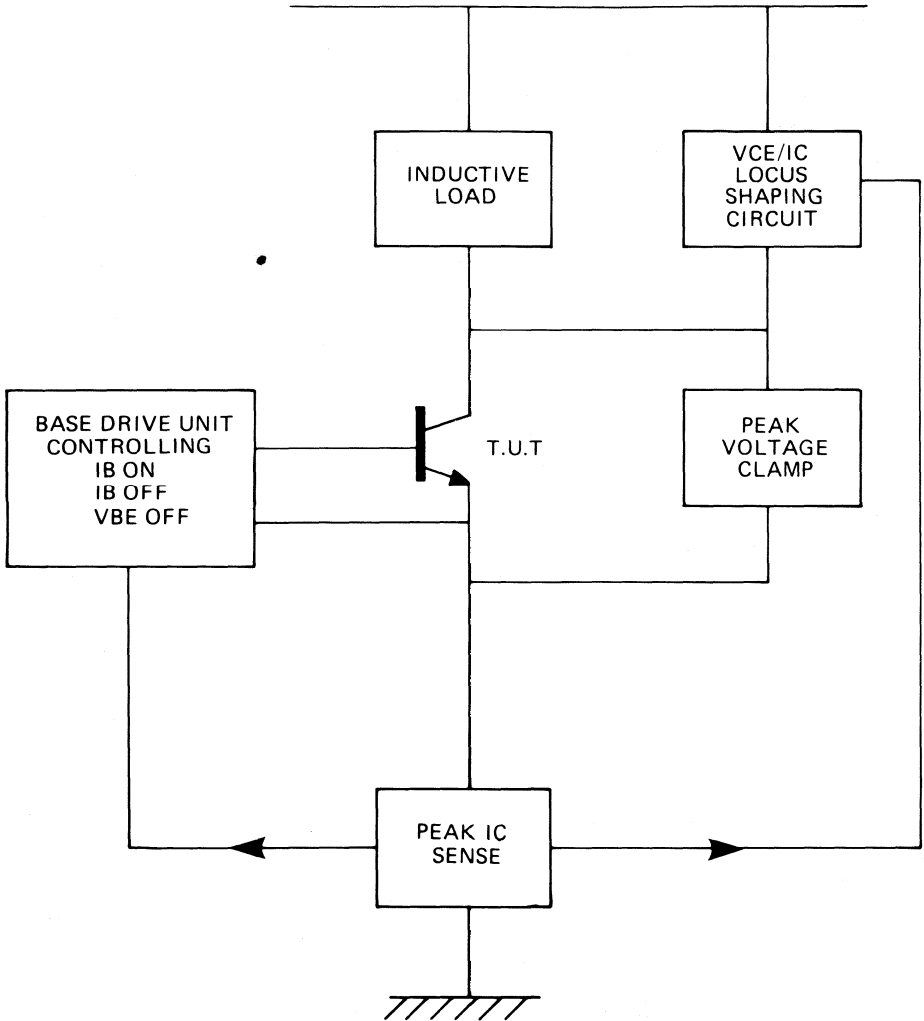 INDUCTIVE
LOAD
VCE/IC
LOCUS
SHAPING
CIRCUIT
BASE DRIVE UNIT
CONTROLLING
IB ON
IB OFF
VBE OFF
T.U.T
PEAK
VOLTAGE
CLAMP
PEAK IC
SENSE